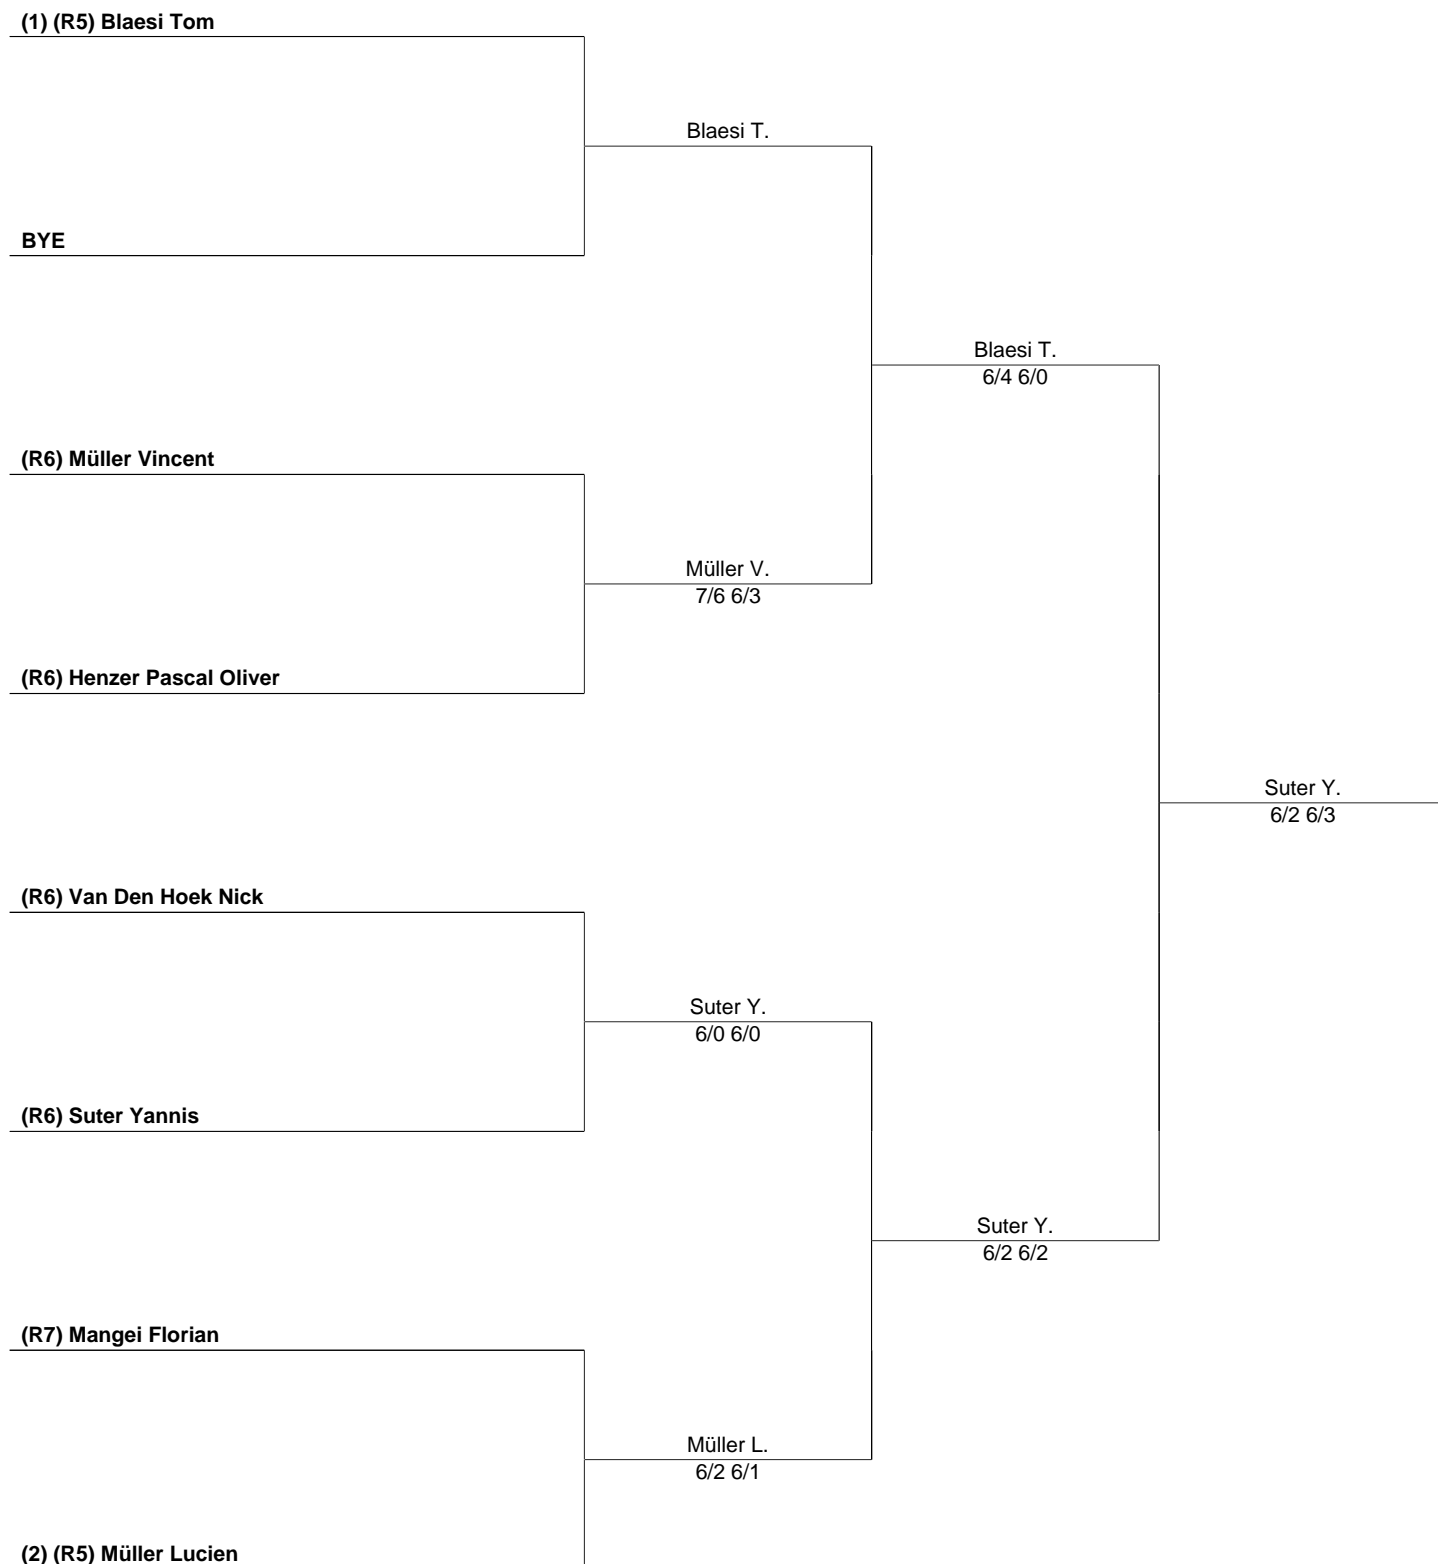 (1) (R5) Blaesi Tom
Blaesi T.
BYE
Blaesi T.
6/4 6/0
(R6) Müller Vincent
Müller V.
7/6 6/3
(R6) Henzer Pascal Oliver
Suter Y.
6/2 6/3
(R6) Van Den Hoek Nick
Suter Y.
6/0 6/0
(R6) Suter Yannis
Suter Y.
6/2 6/2
(R7) Mangei Florian
Müller L.
6/2 6/1
(2) (R5) Müller Lucien